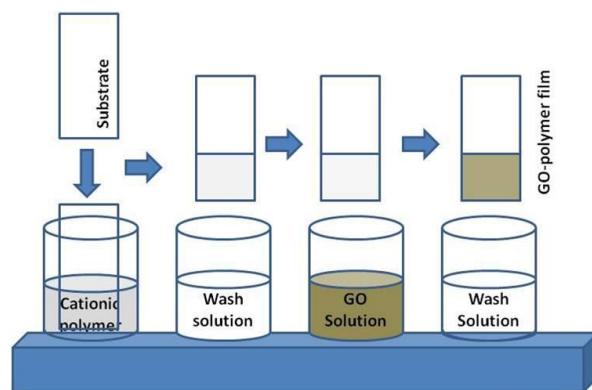 Substrate
GO-polymer film
Cationic
polymer
Wash
solution
GO
Solution
Wash
Solution